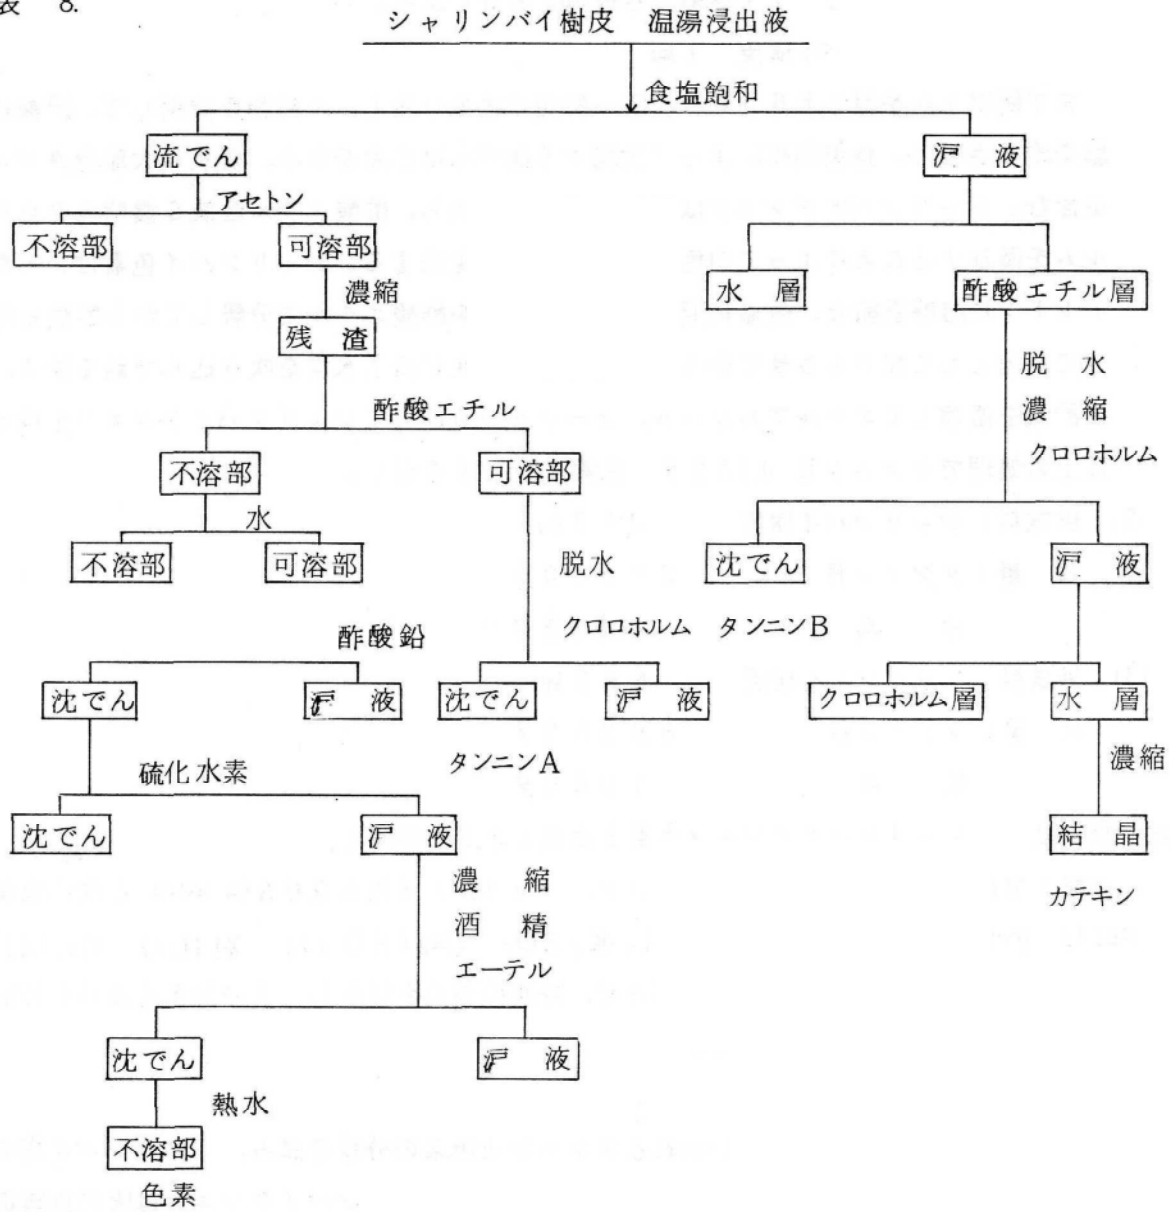 表 8.
シャリンバイ樹皮 温湯浸出液
食塩飽和
流でん 戸液
アセトン
不溶部 可溶部
濃縮
水層 酢酸エチル層
残渣
脱水
酢酸エチル
濃縮
クロロホルム
不溶部 可溶部
水
不溶部 可溶部 脱水 沈でん 戸液
酢酸鉛 クロロホルム タンニンB
沈でん 戸液 沈でん 戸液 クロロホルム層 水層
硫化水素 タンニンA 濃縮
沈でん 戸液 結晶
濃縮 カテキン
酒精
エーテル
沈でん 戸液
熱水
不溶部
色素